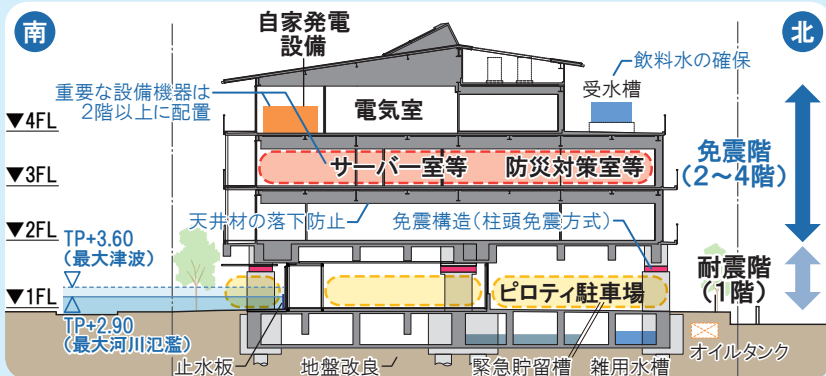 南
北
自家発電
設備
飲料水の確保
受水槽
重要な設備機器は
2階以上に配置
電気室
▼4FL
サーバー室等
防災対策室等
免震階
(2〜4階)
▼3FL
天井材の落下防止
免震構造(柱頭免震方式)
▼2FL
TP+3.60
(最大津波)
耐震階
(1階)
ピロティ駐車場
▼1FL
TP+2.90
(最大河川氾濫)
止水板
地盤改良
緊急貯留槽
雑用水槽
オイルタンク